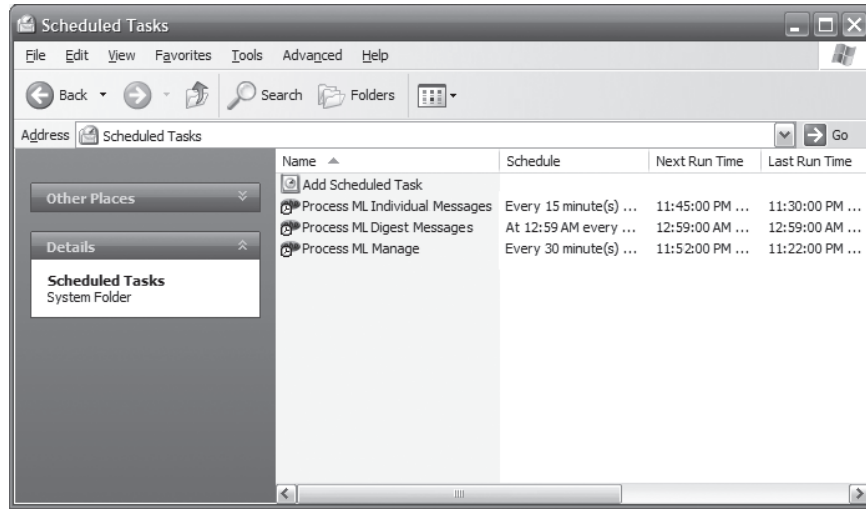 Scheduled Tasks
File Edit View Favorites Tools Advanced Help
Back Search Folders
Address Scheduled Tasks Go
Name Schedule Next Run Time Last Run Time
Other Places
Details
Scheduled Tasks
System Folder
Add Scheduled Task
Process ML Individual Messages Every 15 minute(s) ... 11:45:00 PM ... 11:30:00 PM ...
Process ML Digest Messages At 12:59 AM every ... 12:59:00 AM ... 12:59:00 AM ...
Process ML Manage Every 30 minute(s) ... 11:52:00 PM ... 11:22:00 PM ...